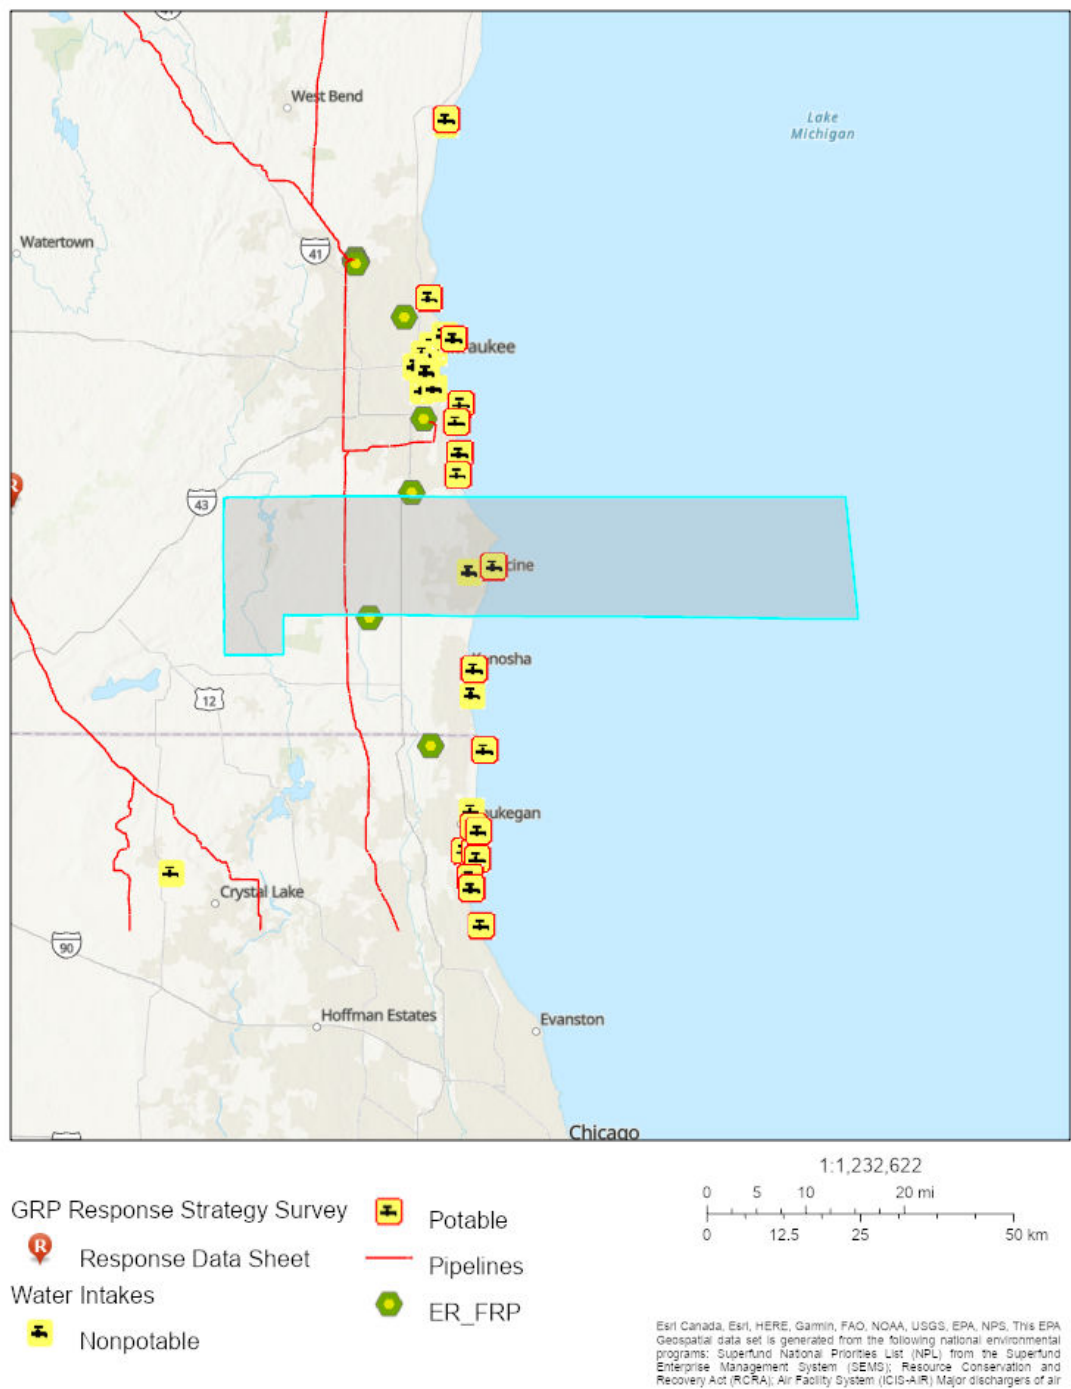 41
West Bend
Lake
Michigan
Watertown
41
aukee
R
43
cine
Kenosha
12
ukegan
Crystal Lake
90
Hoffman Estates
Evanston
Chicago
1:1,232,622
0 5 10 20 mi
0 12.5 25 50 km
GRP Response Strategy Survey
R Response Data Sheet
Water Intakes
Nonpotable
Potable
Pipelines
ER_FRP
Esri Canada, Esri, HERE, Garmin, FAO, NOAA, USGS, EPA, NPS, This EPA
Geospatial data set is generated from the following national environmental
programs: Superfund National Priorities List (NPL) from the Superfund
Enterprise Management System (SEMS); Resource Conservation and
Recovery Act (RCRA); Air Facility System (ICIS-AIR) Major dischargers of air